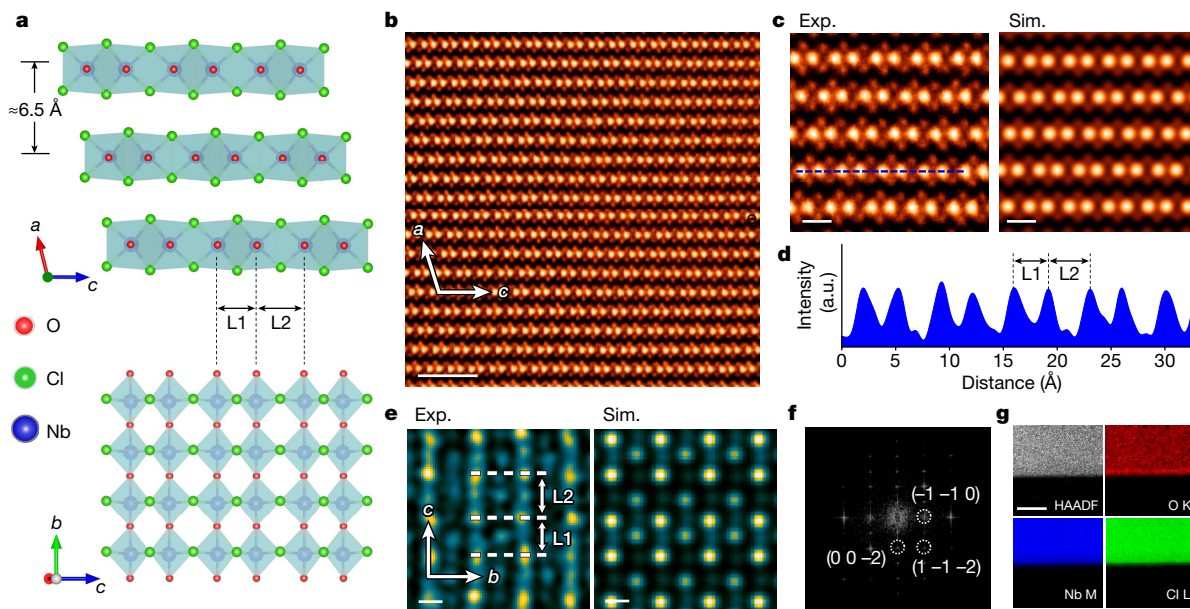 a
≈6.5 Å
a
c
L1
L2
O
Cl
Nb
b
c
b
a
c
c
Exp.
Sim.
d
L1
L2
Intensity
(a.u.)
0
5
10
15
20
25
30
Distance (Å)
e
Exp.
Sim.
L2
L1
c
b
f
(−1 −1 0)
(0 0 −2)
(1 −1 −2)
g
HAADF
O K
Nb M
Cl L